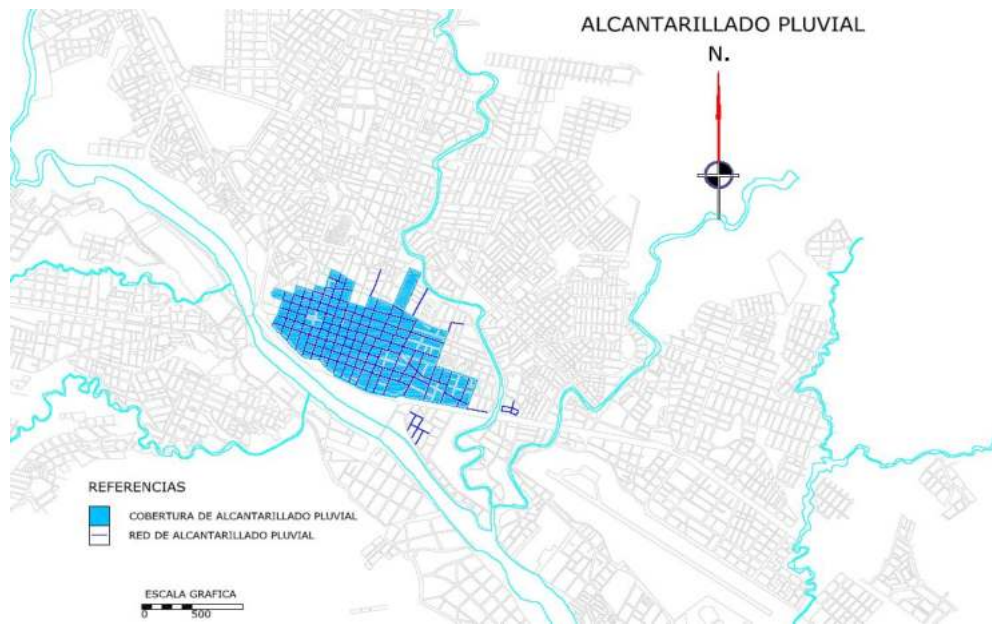 ALCANTARILLADO PLUVIAL
N.
REFERENCIAS
COBERTURA DE ALCANTARILLADO PLUVIAL
RED DE ALCANTARILLADO PLUVIAL
ESCALA GRAFICA
0 500